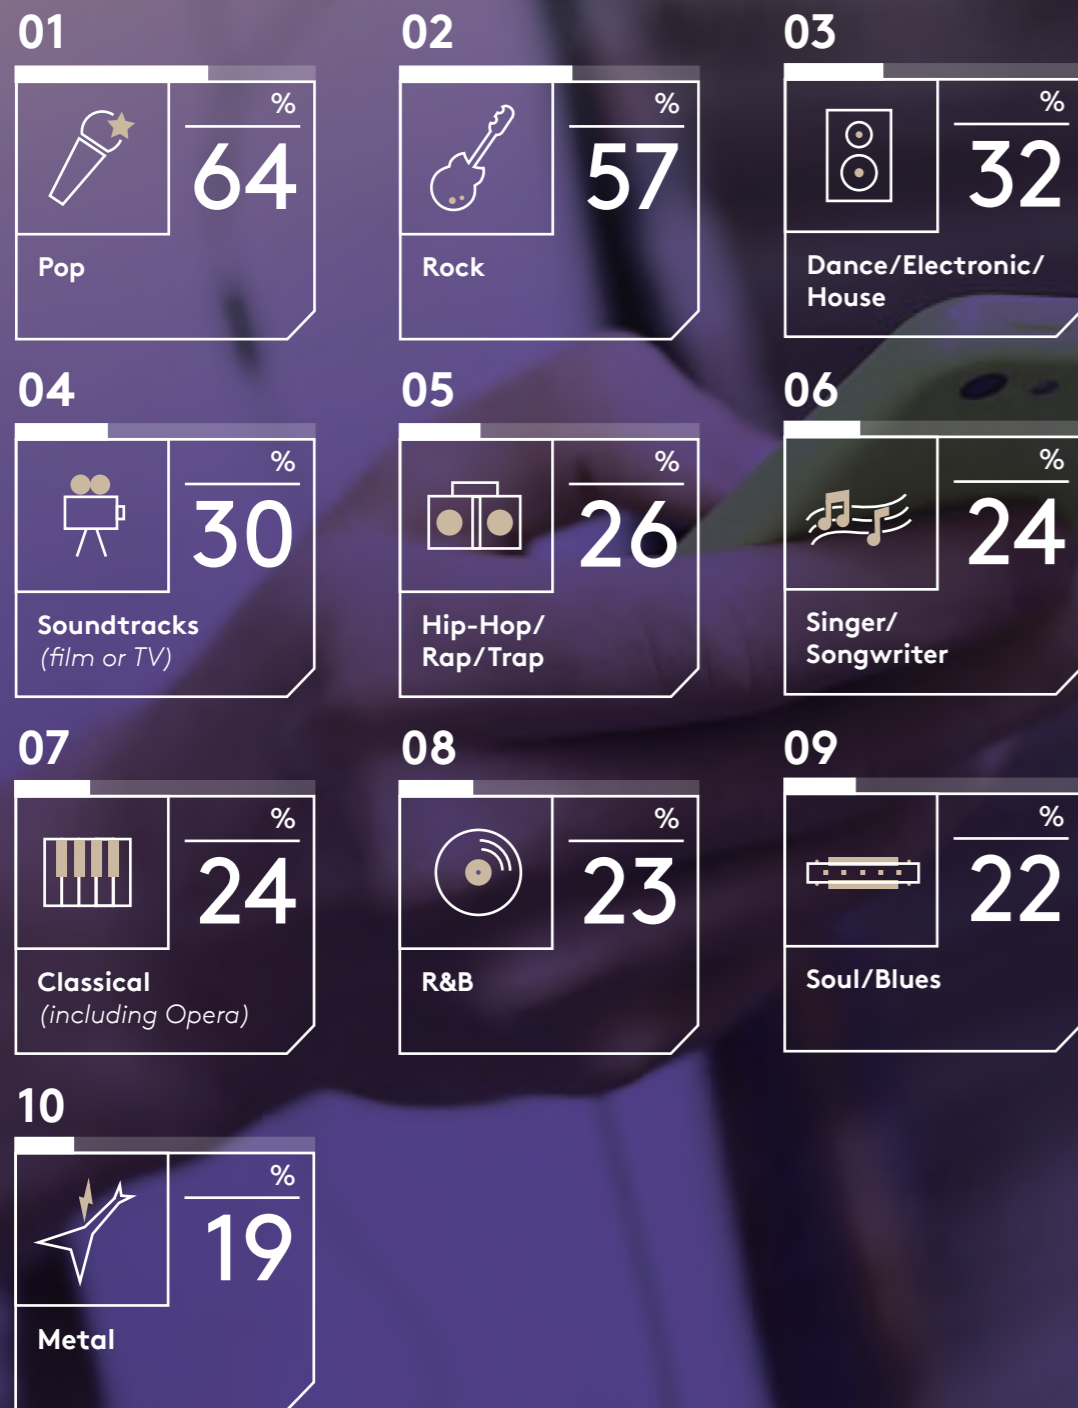 01
%
64
Pop
02
%
57
Rock
03
%
32
Dance/Electronic/
House
04
%
30
Soundtracks
(film or TV)
05
%
26
Hip-Hop/
Rap/Trap
06
%
24
Singer/
Songwriter
07
%
24
Classical
(including Opera)
08
%
23
R&B
09
%
22
Soul/Blues
10
%
19
Metal